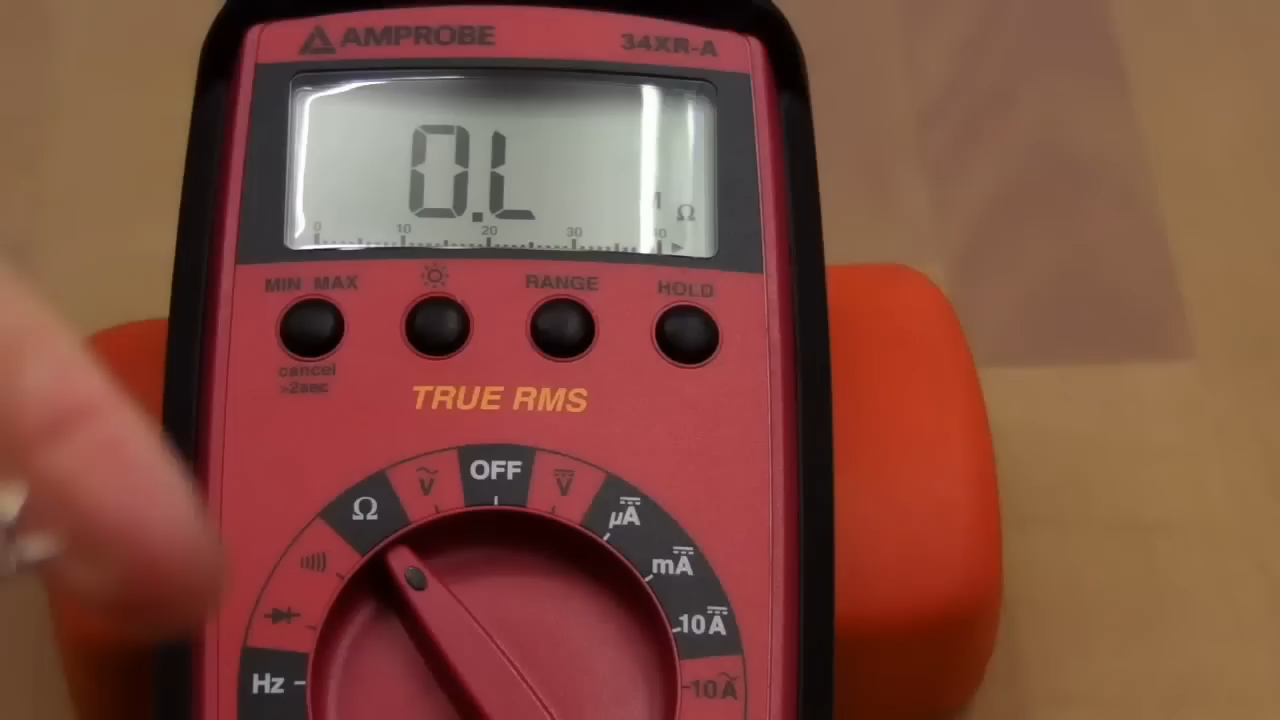 AMPROBE 34XR-A
0.L
M Ω
0 10 20 30 40
MIN MAX RANGE HOLD
cancel
>2sec
TRUE RMS
OFF
Ṽ V
Ω μA
mA
10A
Hz 10A